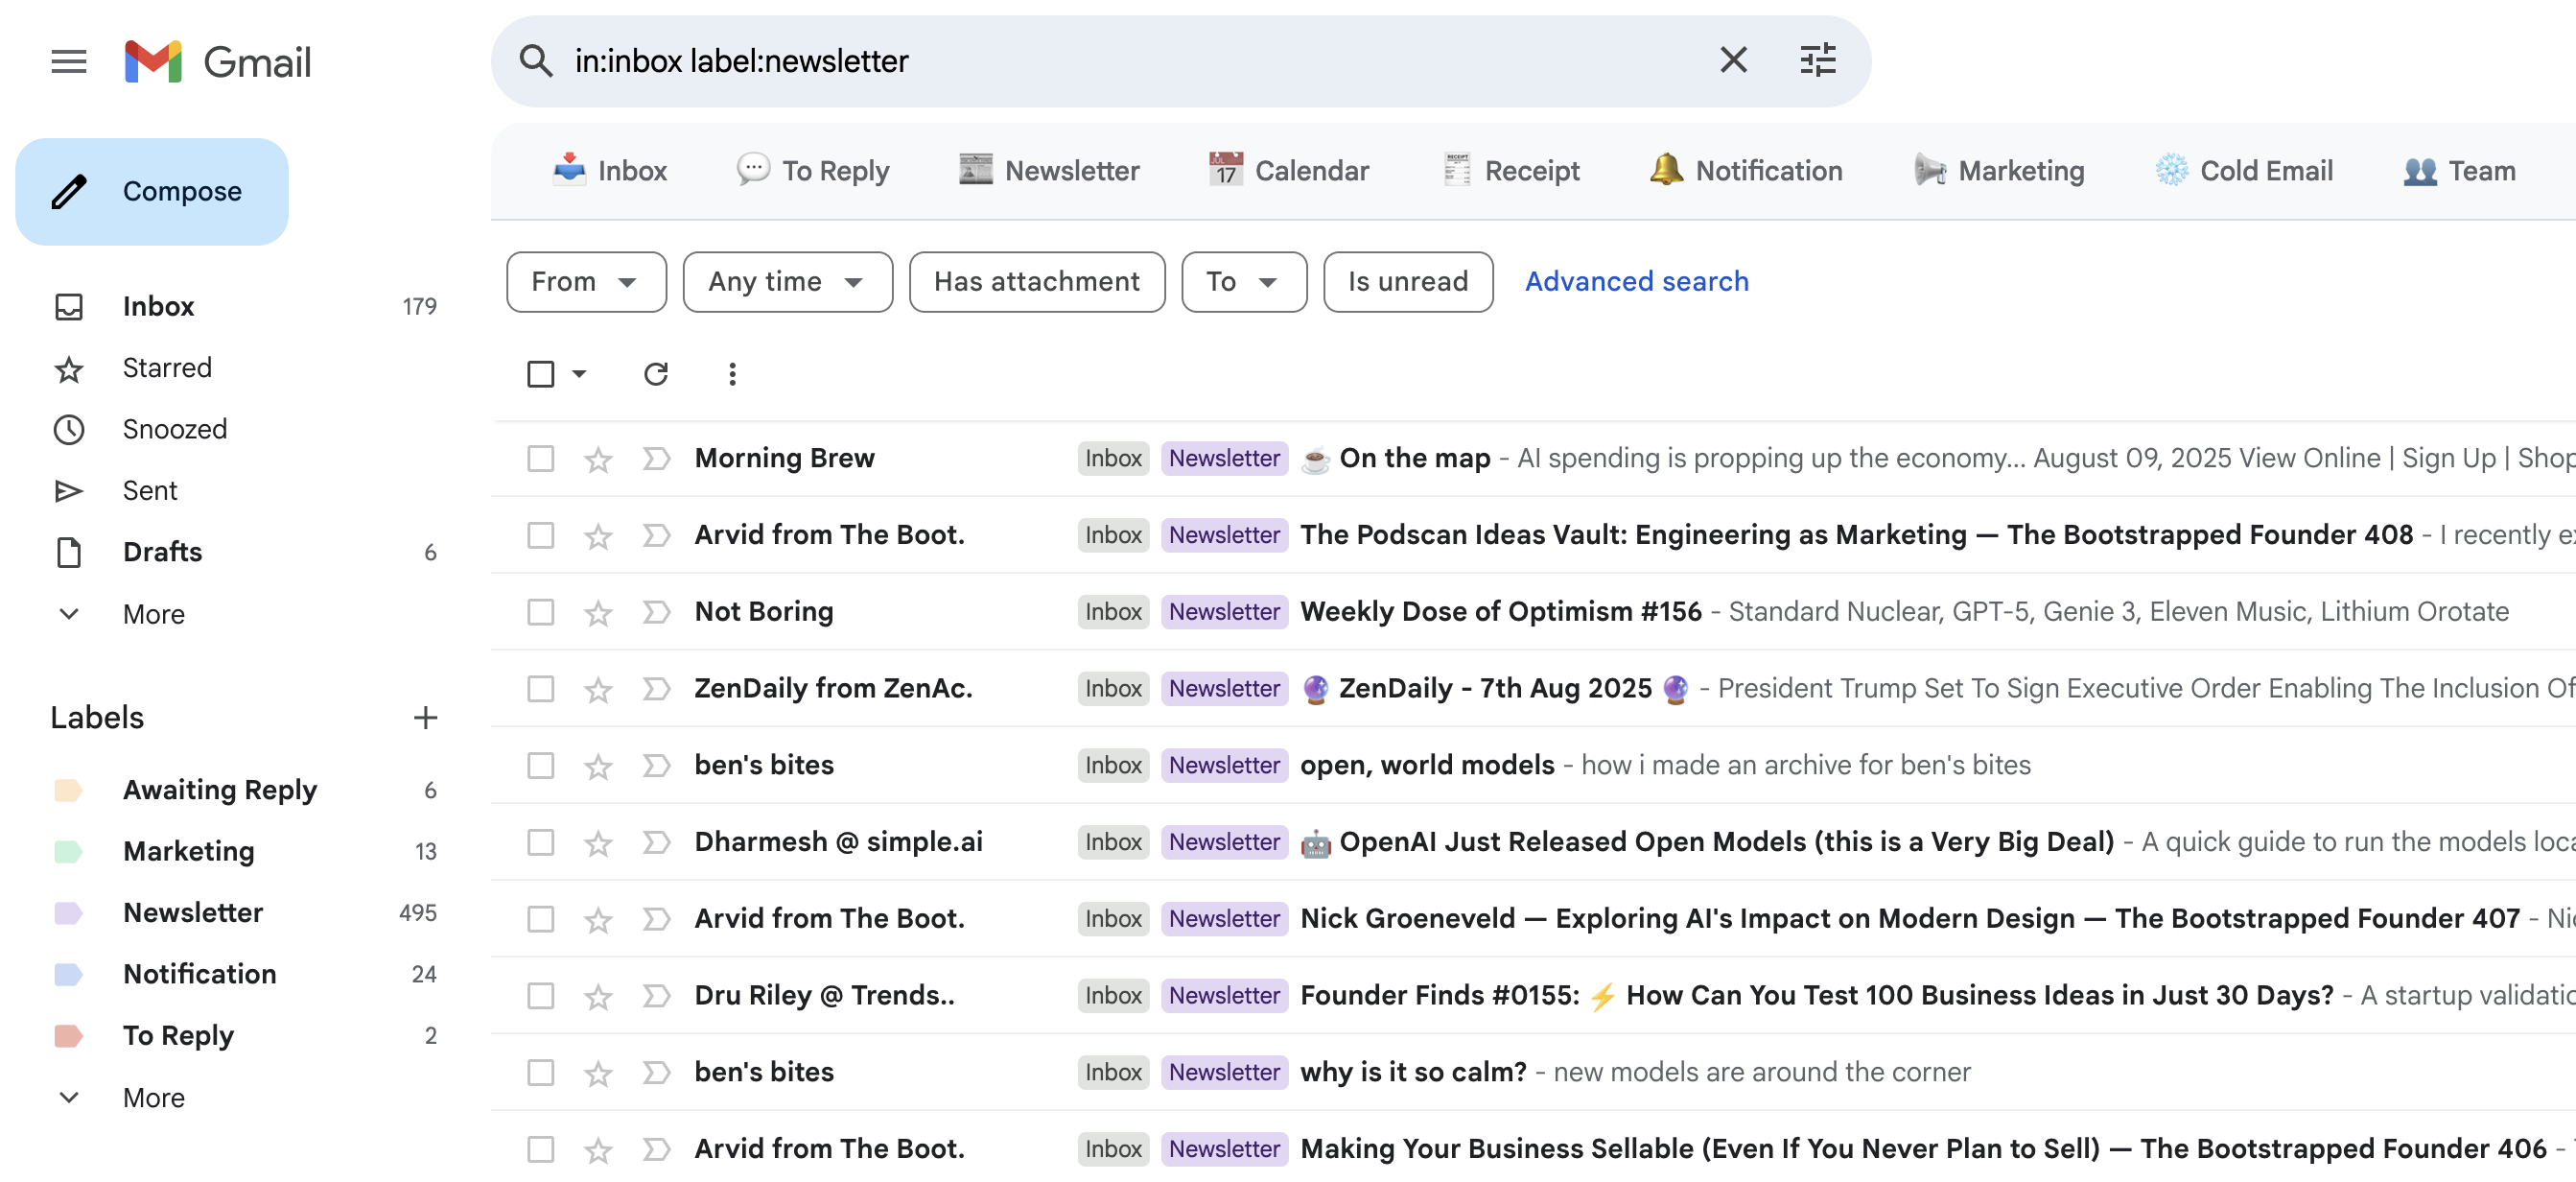 Gmail
in:inbox label:newsletter
Compose
Inbox 179
Starred
Snoozed
Sent
Drafts 6
More
Labels
Awaiting Reply 6
Marketing 13
Newsletter 495
Notification 24
To Reply 2
More
Inbox To Reply Newsletter JUL 17 Calendar RECEIPT Receipt Notification Marketing Cold Email Team
From Any time Has attachment To Is unread Advanced search
Morning Brew Inbox Newsletter ☕ On the map - AI spending is propping up the economy... August 09, 2025 View Online | Sign Up | Shop
Arvid from The Boot. Inbox Newsletter The Podscan Ideas Vault: Engineering as Marketing — The Bootstrapped Founder 408 - I recently
Not Boring Inbox Newsletter Weekly Dose of Optimism #156 - Standard Nuclear, GPT-5, Genie 3, Eleven Music, Lithium Orotate
ZenDaily from ZenAc. Inbox Newsletter 🔮 ZenDaily - 7th Aug 2025 🔮 - President Trump Set To Sign Executive Order Enabling The Inclusion Of
ben's bites Inbox Newsletter open, world models - how i made an archive for ben's bites
Dharmesh @ simple.ai Inbox Newsletter 🤖 OpenAI Just Released Open Models (this is a Very Big Deal) - A quick guide to run the models
Arvid from The Boot. Inbox Newsletter Nick Groeneveld — Exploring AI's Impact on Modern Design — The Bootstrapped Founder 407 -
Dru Riley @ Trends.. Inbox Newsletter Founder Finds #0155: ⚡ How Can You Test 100 Business Ideas in Just 30 Days? - A startup
ben's bites Inbox Newsletter why is it so calm? - new models are around the corner
Arvid from The Boot. Inbox Newsletter Making Your Business Sellable (Even If You Never Plan to Sell) — The Bootstrapped Founder 406 -